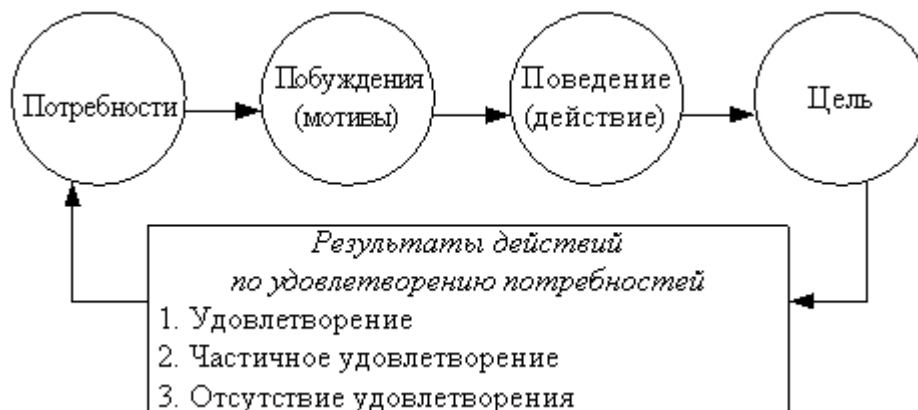 Потребности
Побуждения
(мотивы)
Поведение
(действие)
Цель
Результаты действий
по удовлетворению потребностей
1. Удовлетворение
2. Частичное удовлетворение
3. Отсутствие удовлетворения